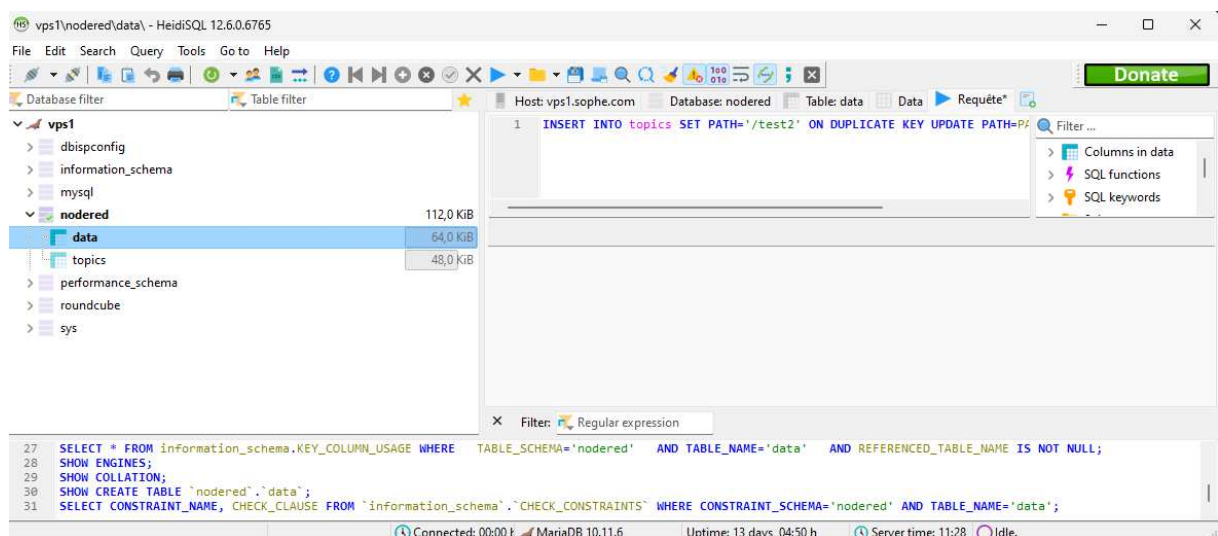 vps1\nodered\data\ - HeidiSQL 12.6.0.6765
File Edit Search Query Tools Go to Help
Donate
Database filter Table filter
Host: vps1.sophe.com Database: nodered Table: data Data Requête*
vps1
dbispconfig
information_schema
mysql
nodered 112,0 KiB
data 64,0 KiB
topics 48,0 KiB
performance_schema
roundcube
sys
1 INSERT INTO topics SET PATH='/test2' ON DUPLICATE KEY UPDATE PATH=PA
Filter ...
Columns in data
SQL functions
SQL keywords
Filter: Regular expression
27 SELECT * FROM information_schema.KEY_COLUMN_USAGE WHERE TABLE_SCHEMA='nodered' AND TABLE_NAME='data' AND REFERENCED_TABLE_NAME IS NOT NULL;
28 SHOW ENGINES;
29 SHOW COLLATION;
30 SHOW CREATE TABLE `nodered`.`data`;
31 SELECT CONSTRAINT_NAME, CHECK_CLAUSE FROM `information_schema`.`CHECK_CONSTRAINTS` WHERE CONSTRAINT_SCHEMA='nodered' AND TABLE_NAME='data';
Connected: 00:00 h MariaDB 10.11.6 Uptime: 13 days, 04:50 h Server time: 11:28 Idle.